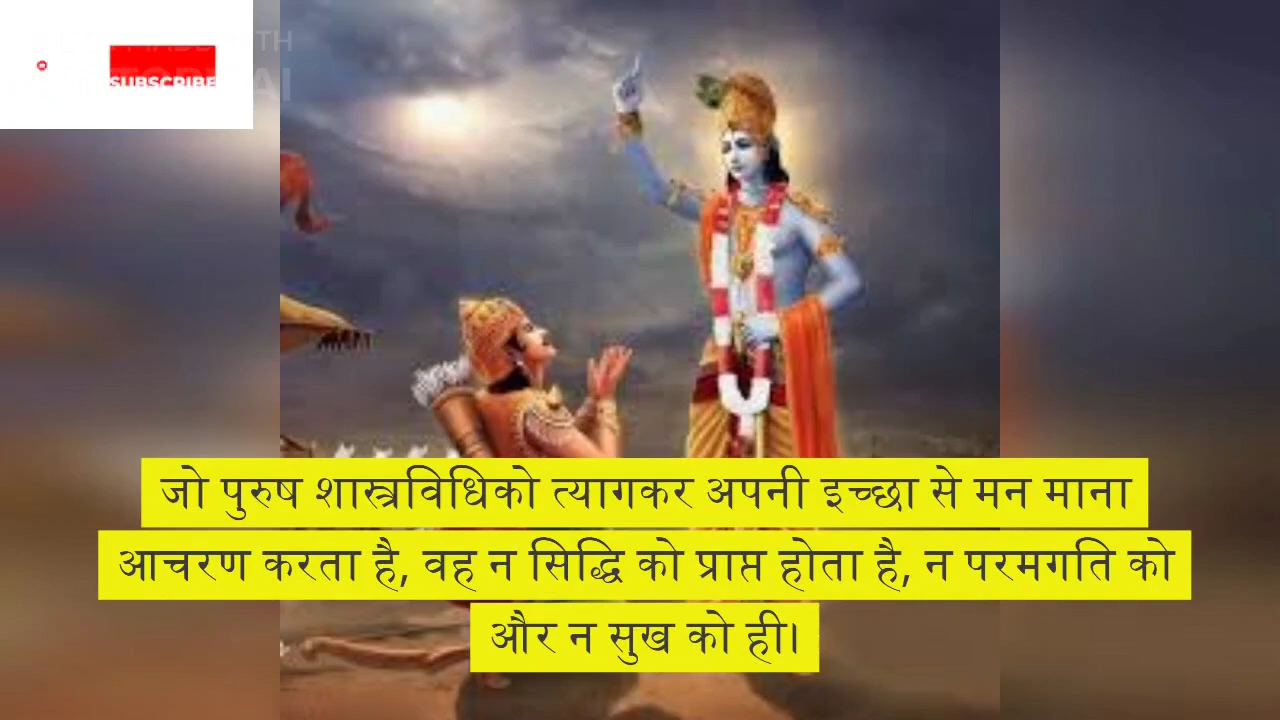 SUBSCRIBE
जो पुरुष शास्त्रविधिको त्यागकर अपनी इच्छा से मन माना
आचरण करता है, वह न सिद्धि को प्राप्त होता है, न परमगति को
और न सुख को ही।